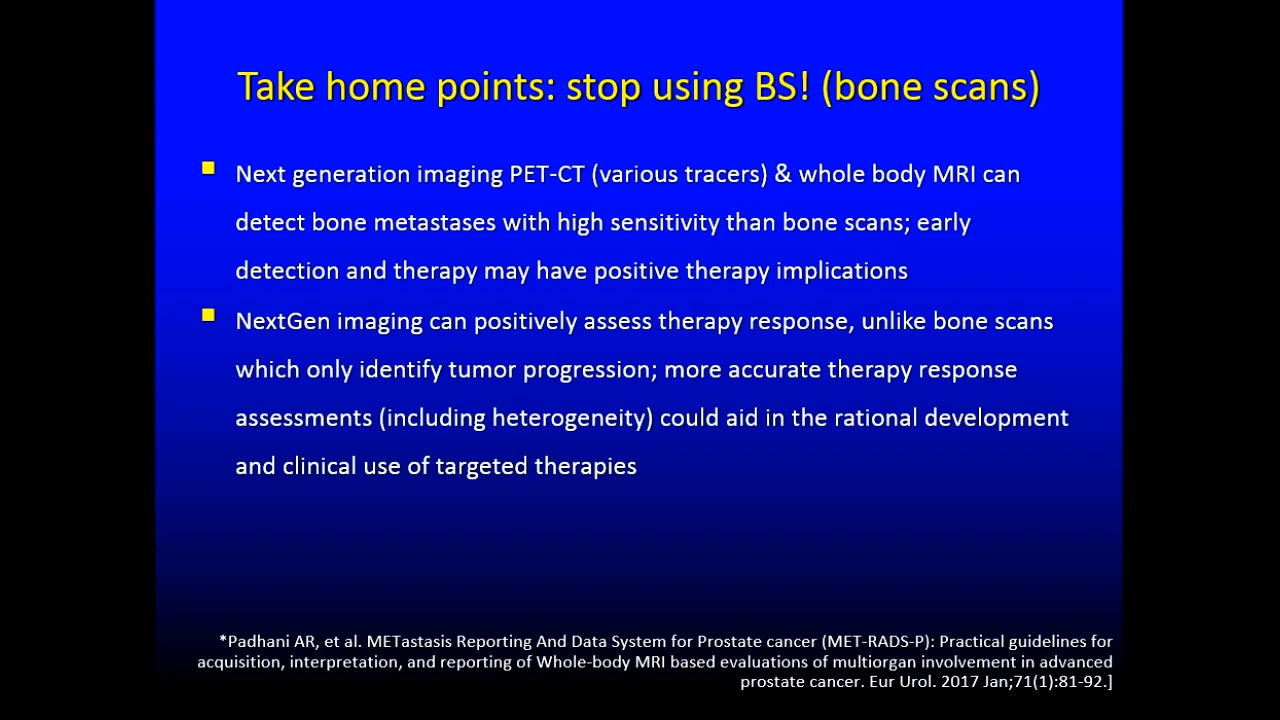 Take home points: stop using BS! (bone scans)
Next generation imaging PET-CT (various tracers) & whole body MRI can
detect bone metastases with high sensitivity than bone scans; early
detection and therapy may have positive therapy implications
NextGen imaging can positively assess therapy response, unlike bone scans
which only identify tumor progression; more accurate therapy response
assessments (including heterogeneity) could aid in the rational development
and clinical use of targeted therapies
*Padhani AR, et al. METastasis Reporting And Data System for Prostate cancer (MET-RADS-P): Practical guidelines for
acquisition, interpretation, and reporting of Whole-body MRI based evaluations of multiorgan involvement in advanced
prostate cancer. Eur Urol. 2017 Jan;71(1):81-92.]